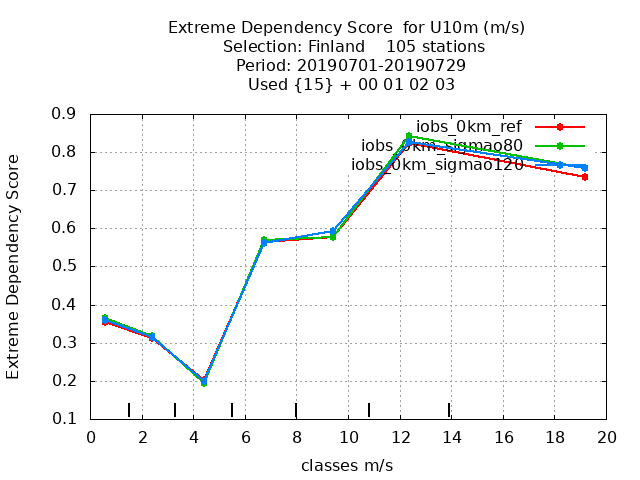 Extreme Dependency Score  for U10m (m/s)
Selection: Finland    105 stations
Period: 20190701-20190729
Used {15} + 00 01 02 03
Extreme Dependency Score
0.9
0.8
0.7
0.6
0.5
0.4
0.3
0.2
0.1
iobs_0km_ref
iobs_0km_sigmao80
iobs_0km_sigmao120
0 2 4 6 8 10 12 14 16 18 20
classes m/s